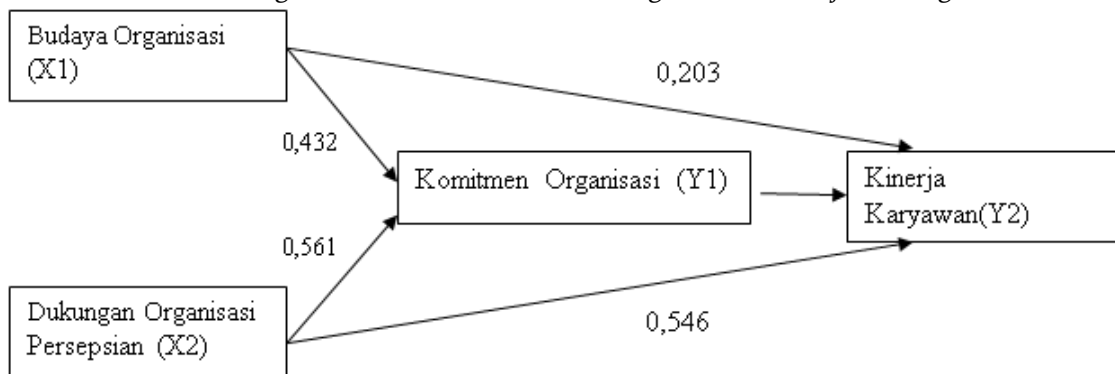 Budaya Organisasi
(X1)
0,203
0,432
Komitmen Organisasi (Y1)
Kinerja
Karyawan(Y2)
0,561
Dukungan Organisasi
Persepsian (X2)
0,546